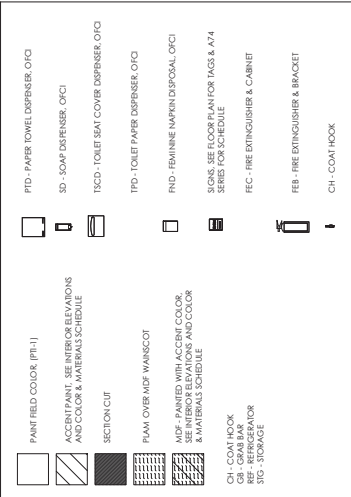 PAINT FIELD COLOR, (PTI-1)
ACCENT PAINT, SEE INTERIOR ELEVATIONS
AND COLOR & MATERIALS SCHEDULE
SECTION CUT
PLAM OVER MDF WAINSCOT
MDF - PAINTED WITH ACCENT COLOR,
SEE INTERIOR ELEVATIONS AND COLOR
& MATERIALS SCHEDULE
CH - COAT HOOK
GB - GRAB BAR
REF - REFRIGERATOR
STG - STORAGE
PTD - PAPER TOWEL DISPENSER, OFCI
SD - SOAP DISPENSER, OFCI
TSCD - TOILET SEAT COVER DISPENSER, OFCI
TPD - TOILET PAPER DISPENSER, OFCI
FND - FEMININE NAPKIN DISPOSAL, OFCI
SIGNS, SEE FLOOR PLAN FOR TAGS & A74
SERIES FOR SCHEDULE
FEC - FIRE EXTINGUISHER & CABINET
FEB - FIRE EXTINGUISHER & BRACKET
CH - COAT HOOK